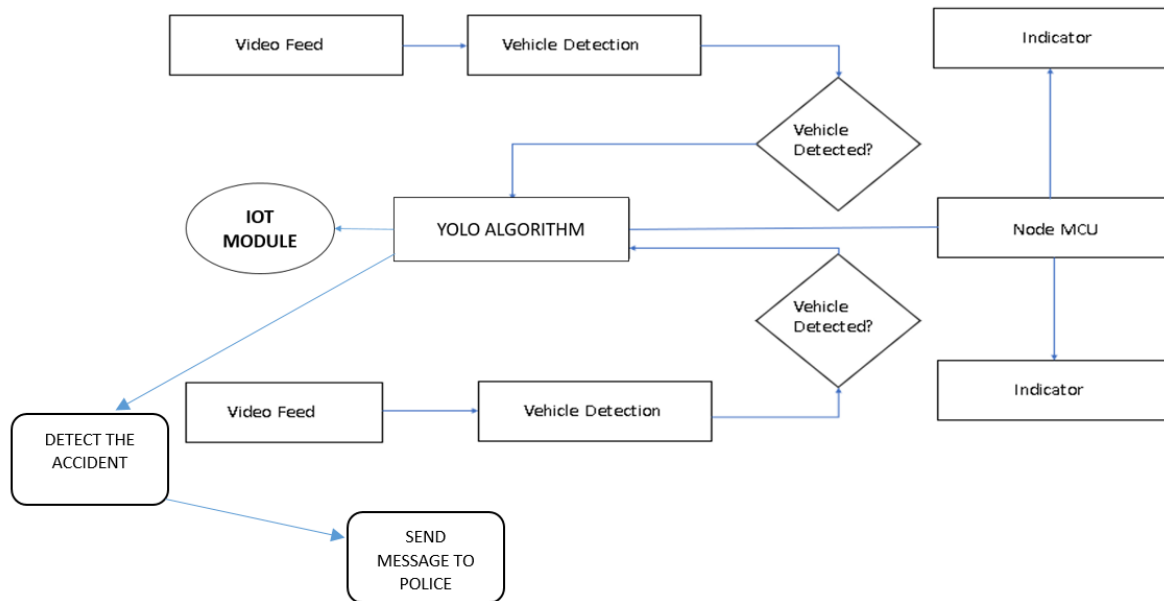 Video Feed
Vehicle Detection
Indicator
Vehicle
Detected?
IOT
MODULE
YOLO ALGORITHM
Node MCU
Vehicle
Detected?
Video Feed
Vehicle Detection
Indicator
DETECT THE
ACCIDENT
SEND
MESSAGE TO
POLICE